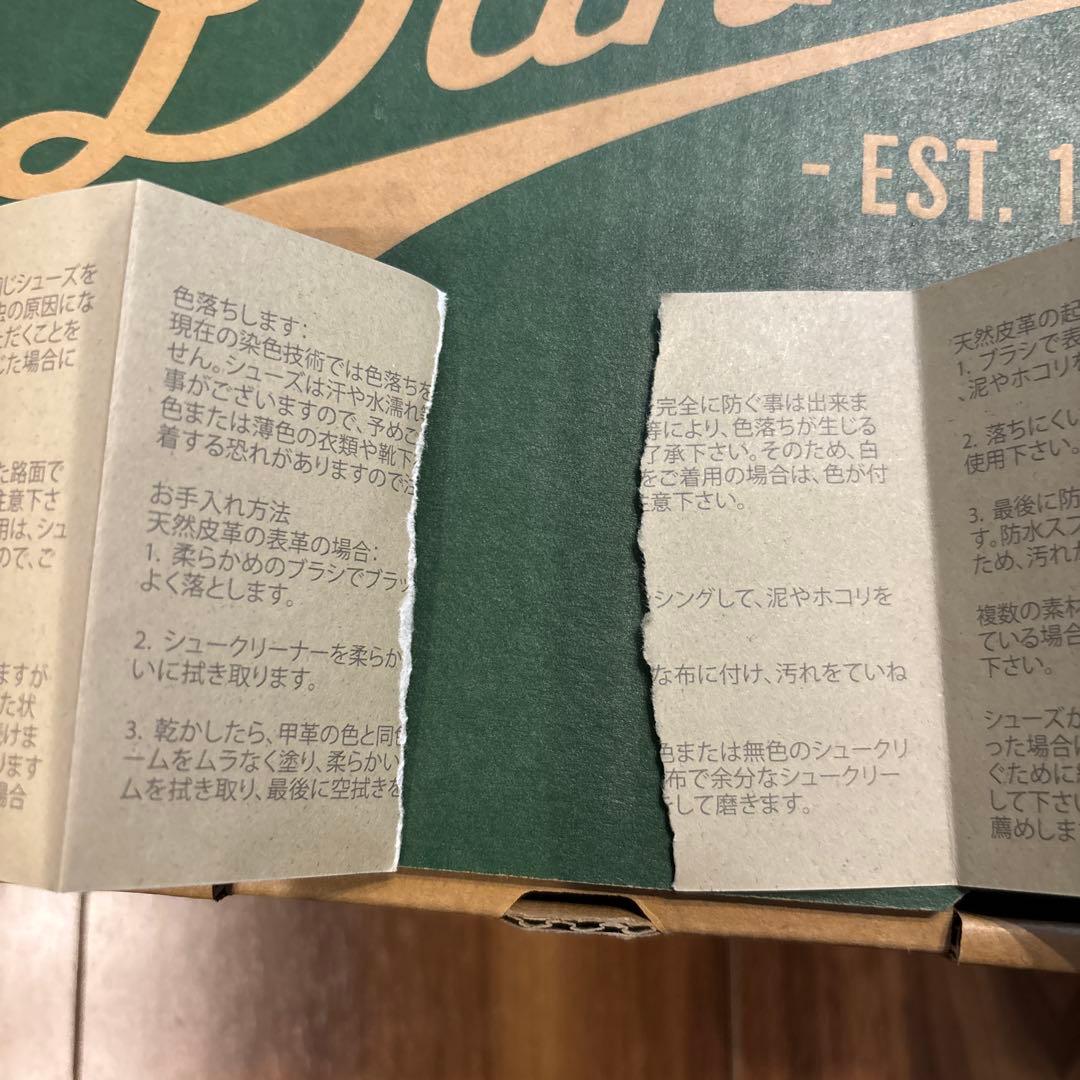 - EST. 1
じシューズを
の原因にな
ただくことを
した場合に
た路面で
注意下さ
用は、シュ
ので、ご
ますが
た状
けま
ります
場合
色落ちします:
現在の染色技術では色落ちを
せん。シューズは汗や水濡れ
事がございますので、予めご
色または薄色の衣類や靴下
着する恐れがありますので
お手入れ方法
天然皮革の表革の場合:
1. 柔らかめのブラシでブラッ
よく落とします。
2. シュークリーナーを柔らか
いに拭き取ります。
3. 乾かしたら、甲革の色と同色
ームをムラなく塗り、柔らかい
ムを拭き取り、最後に空拭きを
完全に防ぐ事は出来ま
等により、色落ちが生じる
了承下さい。そのため、白
をご着用の場合は、色が付
意下さい。
シングして、泥やホコリを
な布に付け、汚れをていね
色または無色のシュークリ
布で余分なシュークリー
して磨きます。
天然皮革の起
1. ブラシで表
、泥やホコリを
2. 落ちにくい
使用下さい。
3. 最後に防
す。防水スプ
ため、汚れた
複数の素材
ている場合
下さい。
シューズが
った場合に
ぐために
して下さい
薦めしま